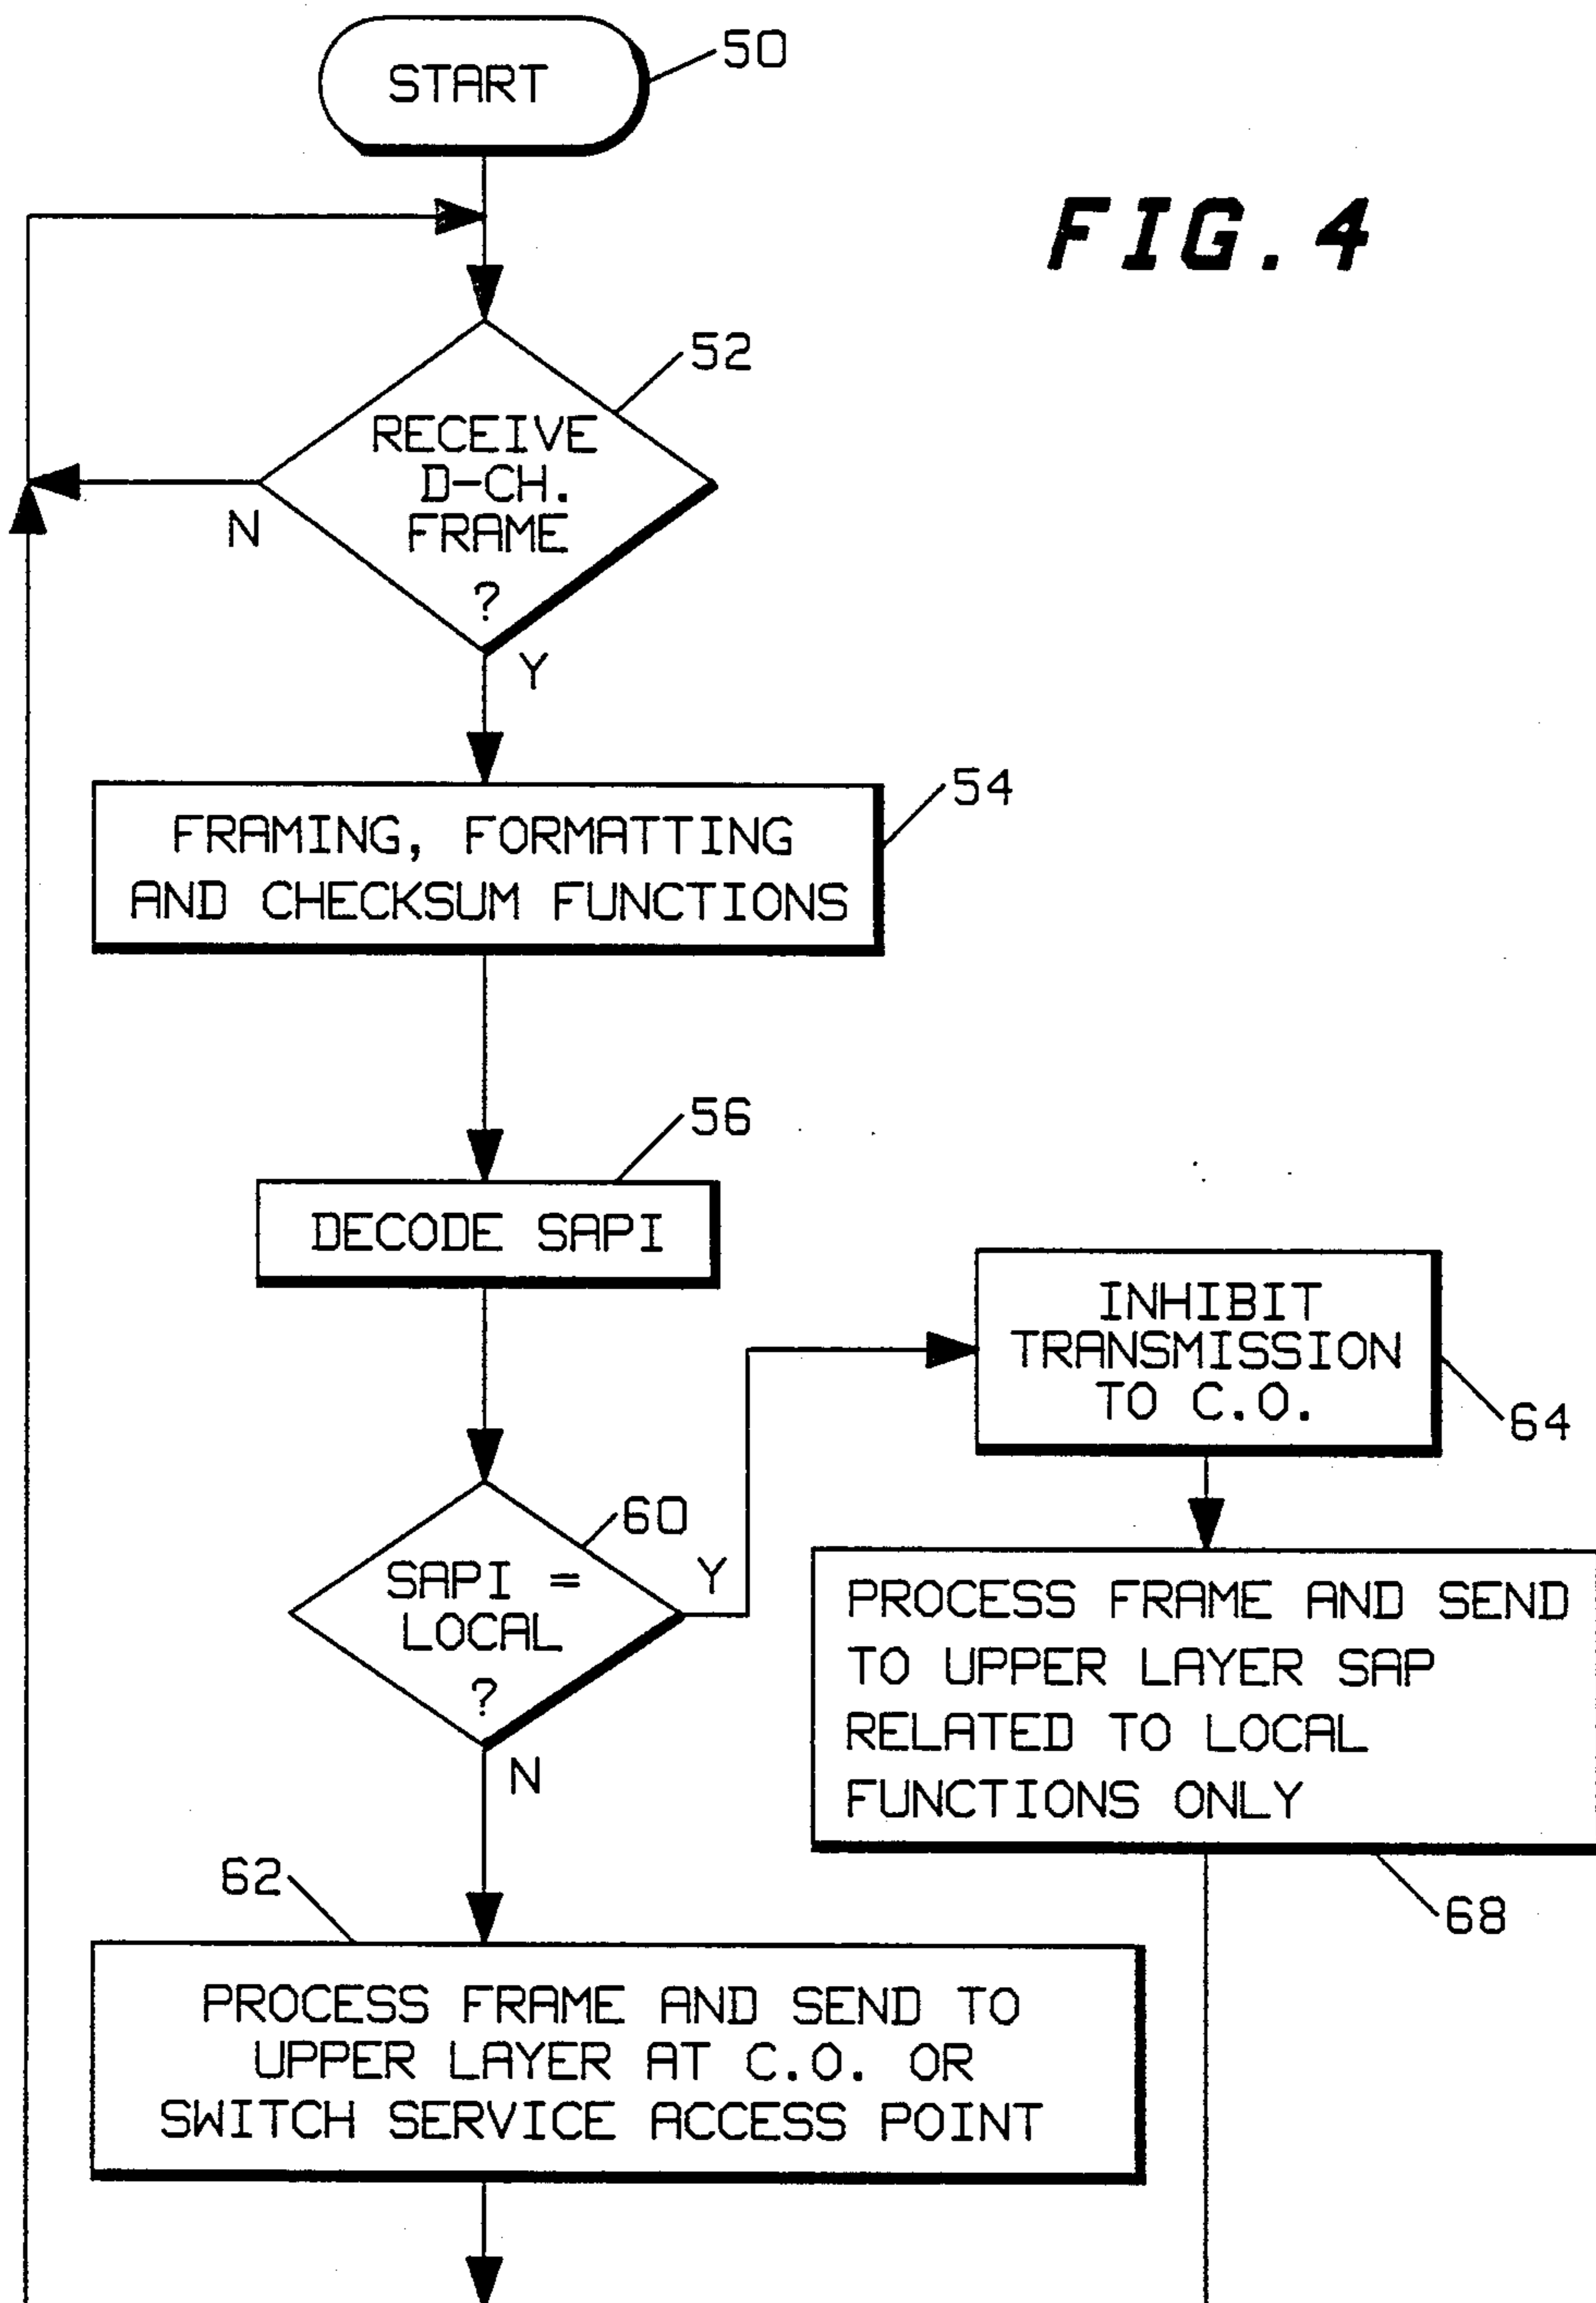 START
50
FIG. 4
52
RECEIVE
D-CH.
FRAME
?
N
Y
54
FRAMING, FORMATTING
AND CHECKSUM FUNCTIONS
56
DECODE SAPI
INHIBIT
TRANSMISSION
TO C.O.
64
60
SAPI =
LOCAL
?
Y
N
PROCESS FRAME AND SEND
TO UPPER LAYER SAP
RELATED TO LOCAL
FUNCTIONS ONLY
68
62
PROCESS FRAME AND SEND TO
UPPER LAYER AT C.O. OR
SWITCH SERVICE ACCESS POINT